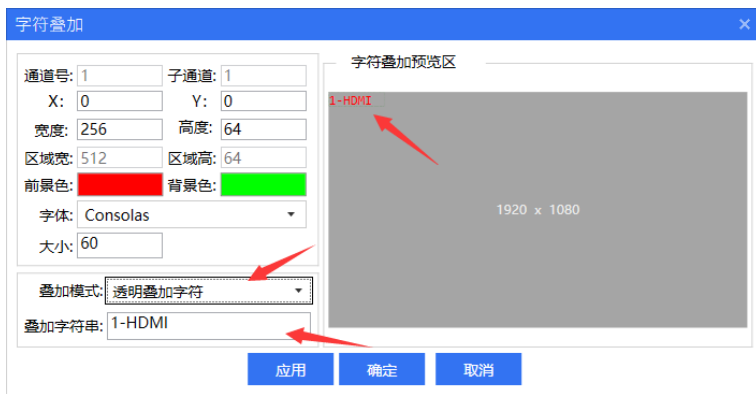 字符叠加
通道号: 1 子通道: 1
X: 0 Y: 0
宽度: 256 高度: 64
区域宽: 512 区域高: 64
前景色: 背景色:
字体: Consolas
大小: 60
叠加模式: 透明叠加字符
叠加字符串: 1-HDMI
字符叠加预览区
1-HDMI
1920 x 1080
应用 确定 取消